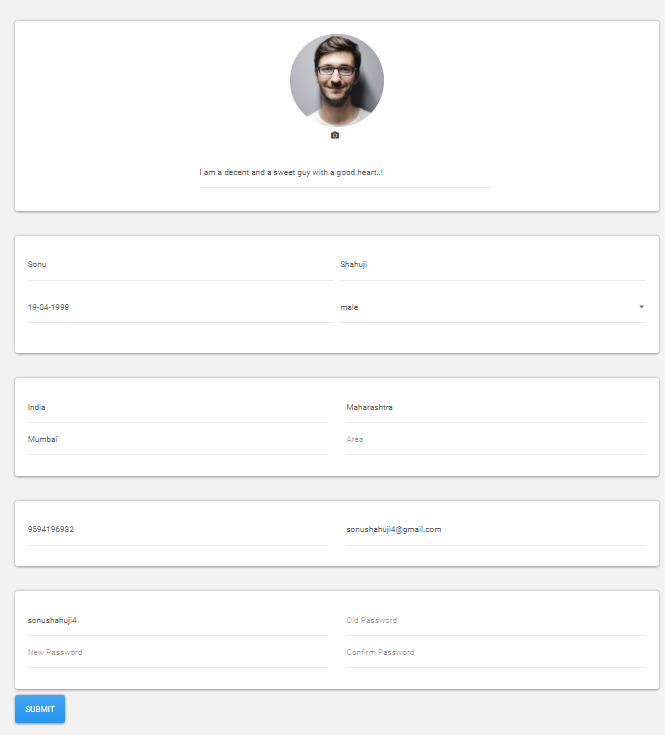 I am a decent and a sweet guy with a good heart..!
Sonu
Shahuji
19-04-1998
male
India
Maharashtra
Mumbai
Area
9594196932
sonushahuji4@gmail.com
sonushahuji4
Old Password
New Password
Confirm Password
SUBMIT